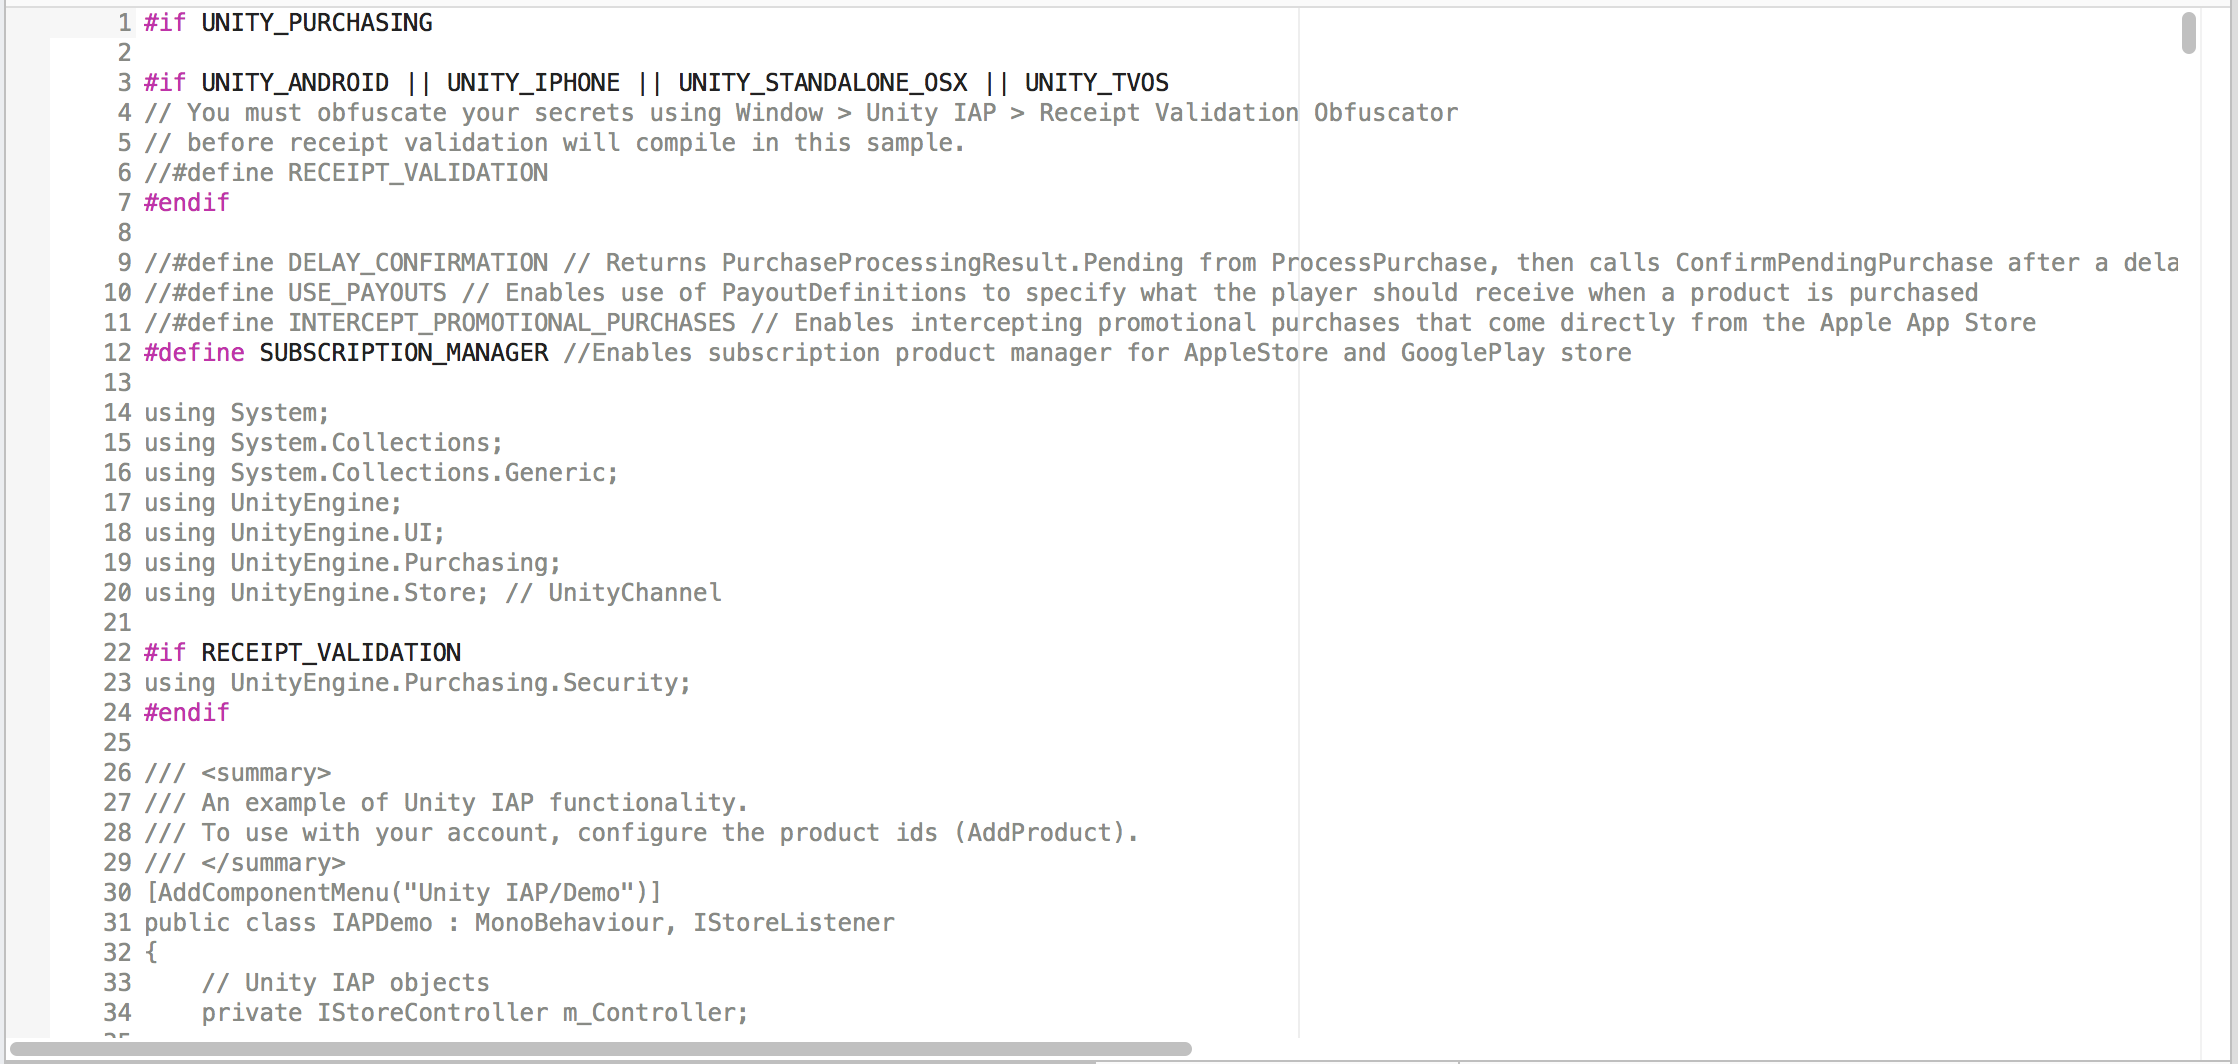 1 #if UNITY_PURCHASING
2
3 #if UNITY_ANDROID || UNITY_IPHONE || UNITY_STANDALONE_OSX || UNITY_TVOS
4 // You must obfuscate your secrets using Window > Unity IAP > Receipt Validation Obfuscator
5 // before receipt validation will compile in this sample.
6 //#define RECEIPT_VALIDATION
7 #endif
8
9 //#define DELAY_CONFIRMATION // Returns PurchaseProcessingResult.Pending from ProcessPurchase, then calls ConfirmPendingPurchase after a dela
10 //#define USE_PAYOUTS // Enables use of PayoutDefinitions to specify what the player should receive when a product is purchased
11 //#define INTERCEPT_PROMOTIONAL_PURCHASES // Enables intercepting promotional purchases that come directly from the Apple App Store
12 #define SUBSCRIPTION_MANAGER //Enables subscription product manager for AppleStore and GooglePlay store
13
14 using System;
15 using System.Collections;
16 using System.Collections.Generic;
17 using UnityEngine;
18 using UnityEngine.UI;
19 using UnityEngine.Purchasing;
20 using UnityEngine.Store; // UnityChannel
21
22 #if RECEIPT_VALIDATION
23 using UnityEngine.Purchasing.Security;
24 #endif
25
26 /// <summary>
27 /// An example of Unity IAP functionality.
28 /// To use with your account, configure the product ids (AddProduct).
29 /// </summary>
30 [AddComponentMenu("Unity IAP/Demo")]
31 public class IAPDemo : MonoBehaviour, IStoreListener
32 {
33     // Unity IAP objects
34     private IStoreController m_Controller;